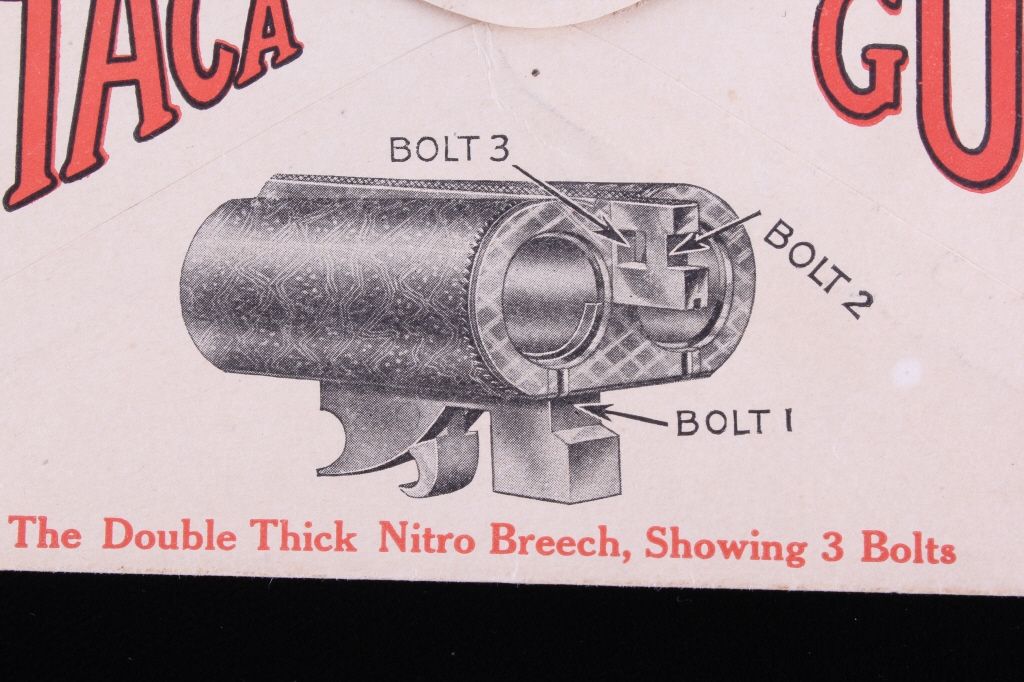 TACA GU
BOLT 3
BOLT 2
BOLT 1
The Double Thick Nitro Breech, Showing 3 Bolts